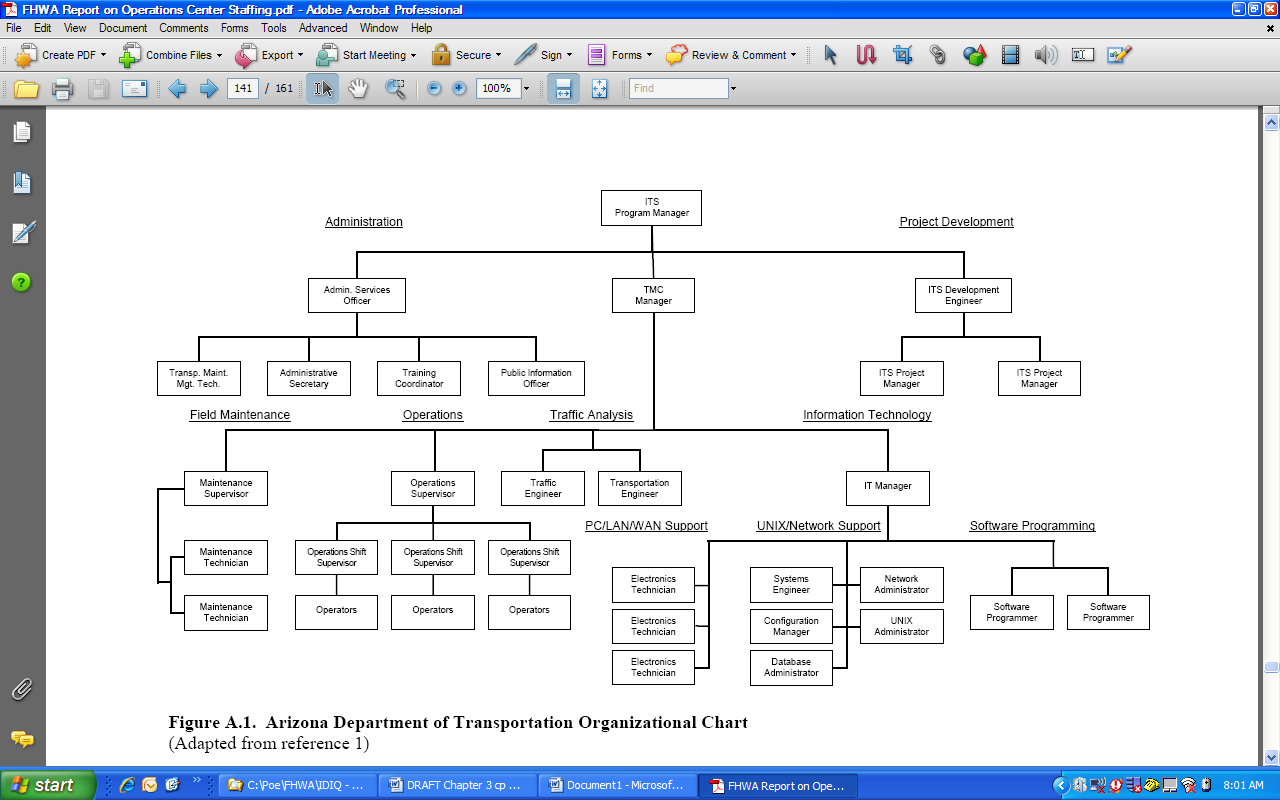 FHWA Report on Operations Center Staffing.pdf - Adobe Acrobat Professional
File Edit View Document Comments Forms Tools Advanced Window Help
Create PDF Combine Files Export Start Meeting Secure Sign Forms Review & Comment
141 / 161 100% Find
ITS
Program Manager
Administration
Project Development
Admin. Services
Officer
TMC
Manager
ITS Development
Engineer
Transp. Maint.
Mgt. Tech.
Administrative
Secretary
Training
Coordinator
Public Information
Officer
ITS Project
Manager
ITS Project
Manager
Field Maintenance
Operations
Traffic Analysis
Information Technology
Maintenance
Supervisor
Operations
Supervisor
Traffic
Engineer
Transportation
Engineer
IT Manager
PC/LAN/WAN Support
UNIX/Network Support
Software Programming
Maintenance
Technician
Operations Shift
Supervisor
Operations Shift
Supervisor
Operations Shift
Supervisor
Maintenance
Technician
Operators
Operators
Operators
Electronics
Technician
Systems
Engineer
Network
Administrator
Electronics
Technician
Configuration
Manager
UNIX
Administrator
Software
Programmer
Software
Programmer
Electronics
Technician
Database
Administrator
Figure A.1. Arizona Department of Transportation Organizational Chart
(Adapted from reference 1)
start C:\Poe\FHWA\IDIQ - ... DRAFT Chapter 3 cp ... Document1 - Microsof... FHWA Report on Ope... 8:01 AM